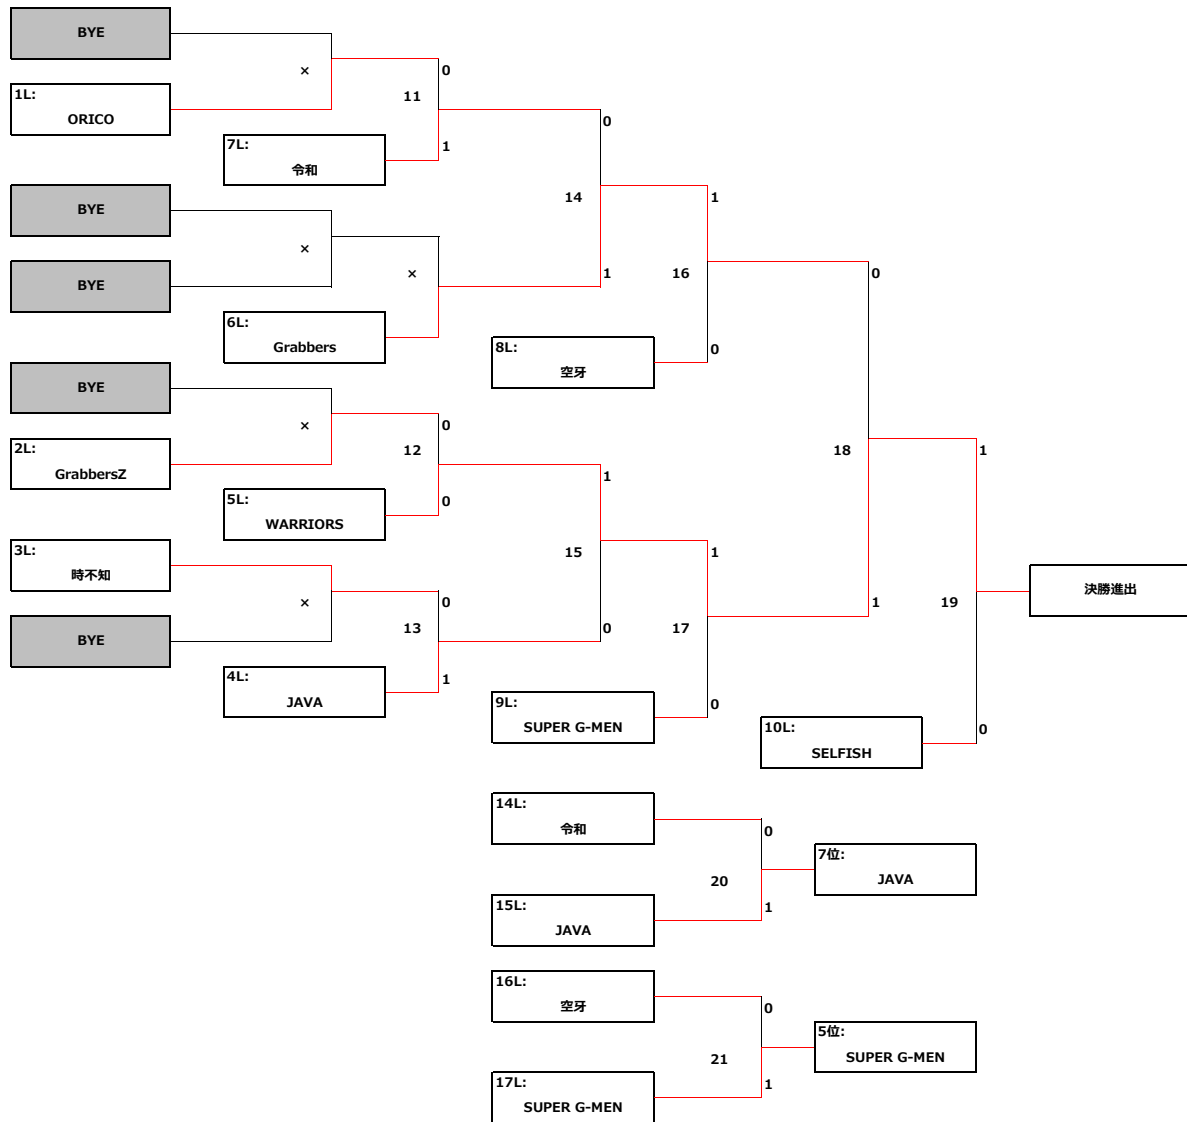 BYE
×
0
1L:
11
ORICO
0
7L:
1
令和
BYE
14
1
×
×
1
16
BYE
0
6L:
Grabbers
8L:
0
空牙
BYE
×
0
2L:
12
18
1
GrabbersZ
1
5L:
0
WARRIORS
3L:
15
1
時不知
決勝進出
×
0
1
19
13
0
17
BYE
4L:
1
JAVA
9L:
0
SUPER G-MEN
10L:
0
SELFISH
14L:
令和
0
7位:
20
JAVA
15L:
1
JAVA
16L:
空牙
0
5位:
21
SUPER G-MEN
17L:
1
SUPER G-MEN